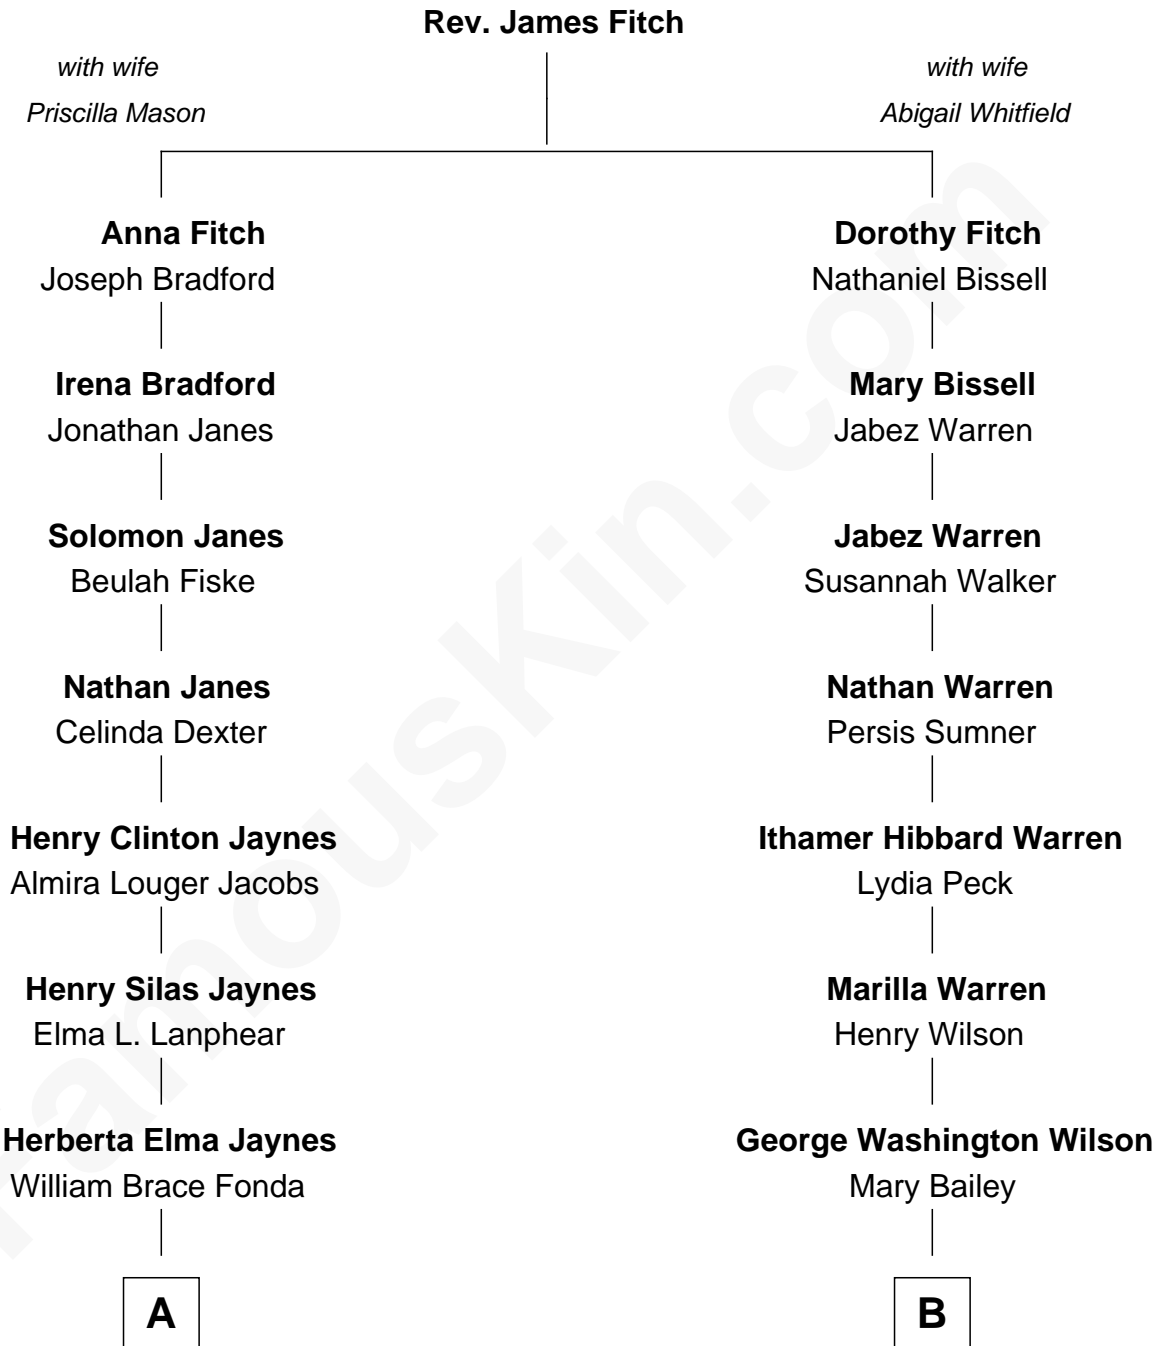 Rev. James Fitch
with wife
Priscilla Mason
with wife
Abigail Whitfield
Anna Fitch
Joseph Bradford
Dorothy Fitch
Nathaniel Bissell
Irena Bradford
Jonathan Janes
Mary Bissell
Jabez Warren
Solomon Janes
Beulah Fiske
Jabez Warren
Susannah Walker
Nathan Janes
Celinda Dexter
Nathan Warren
Persis Sumner
Henry Clinton Jaynes
Almira Louger Jacobs
Ithamer Hibbard Warren
Lydia Peck
Henry Silas Jaynes
Elma L. Lanphear
Marilla Warren
Henry Wilson
Herberta Elma Jaynes
William Brace Fonda
George Washington Wilson
Mary Bailey
A
B
FamousKin.com